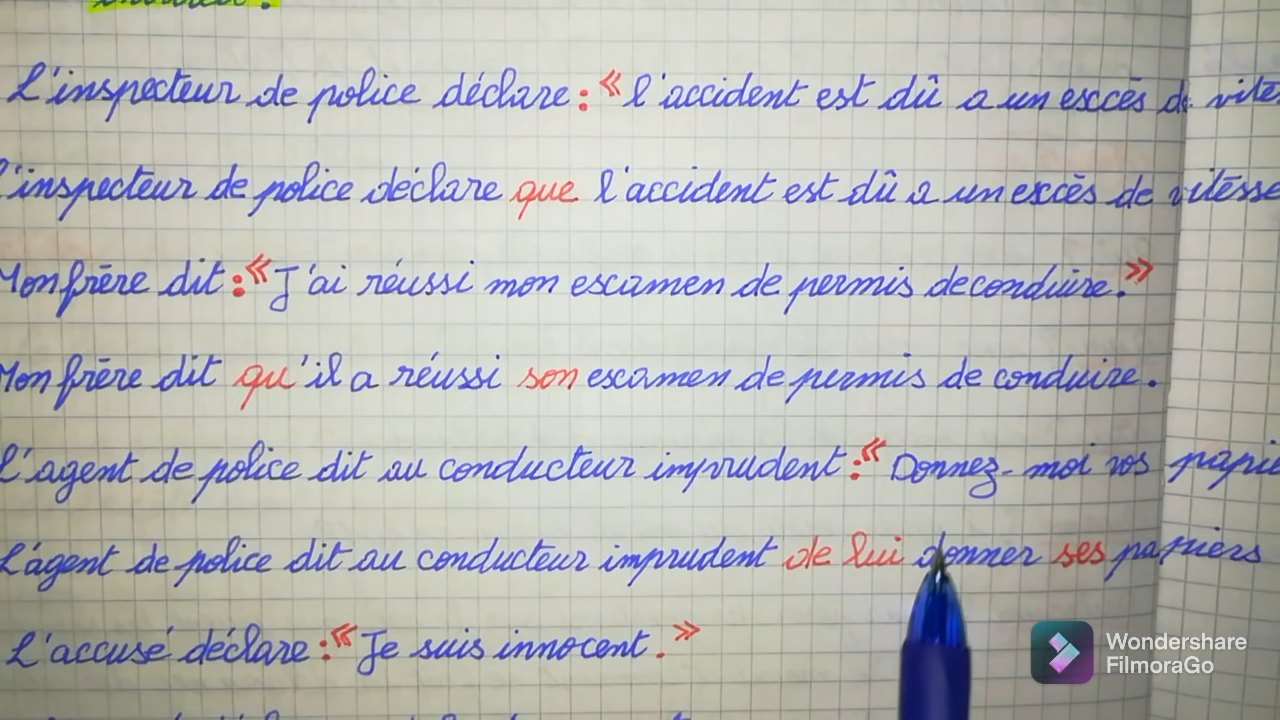 L'inspecteur de police déclare : « l'accident est dû a un excès de vite
l'inspecteur de police déclare que l'accident est dû a un excès de vitesse
Mon frère dit : « J'ai réussi mon examen de permis de conduire. »
Mon frère dit qu'il a réussi son examen de permis de conduire.
L'agent de police dit au conducteur imprudent : « Donnez-moi vos papie
L'agent de police dit au conducteur imprudent de lui donner ses papiers
L'accusé déclare : « Je suis innocent. »
Wondershare
FilmoraGo